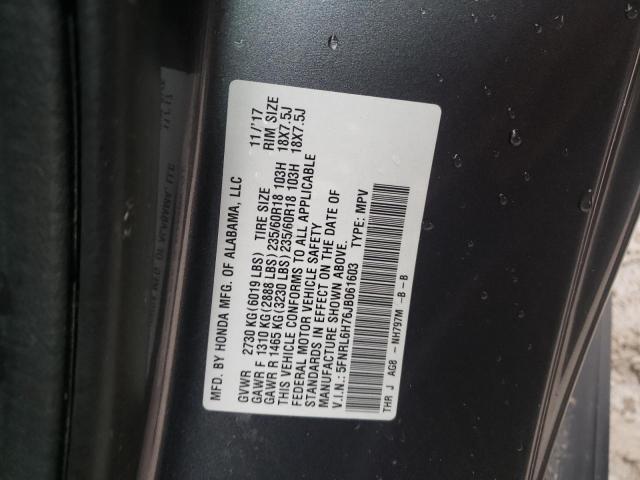 MFD. BY HONDA MFG. OF ALABAMA, LLC 11/'17
GVWR 2730 KG(6019 LBS) TIRE SIZE RIM SIZE
GAWR F 1310 KG(2888 LBS) 235/60R18 103H 18X7.5J
GAWR R 1465 KG(3230 LBS) 235/60R18 103H 18X7.5J
THIS VEHICLE CONFORMS TO ALL APPLICABLE
FEDERAL MOTOR VEHICLE SAFETY
STANDARDS IN EFFECT ON THE DATE OF
MANUFACTURE SHOWN ABOVE.
V.I.N.: 5FNRL6H76JB061603 TYPE: MPV
THR J AG0 - NH797M -B-B